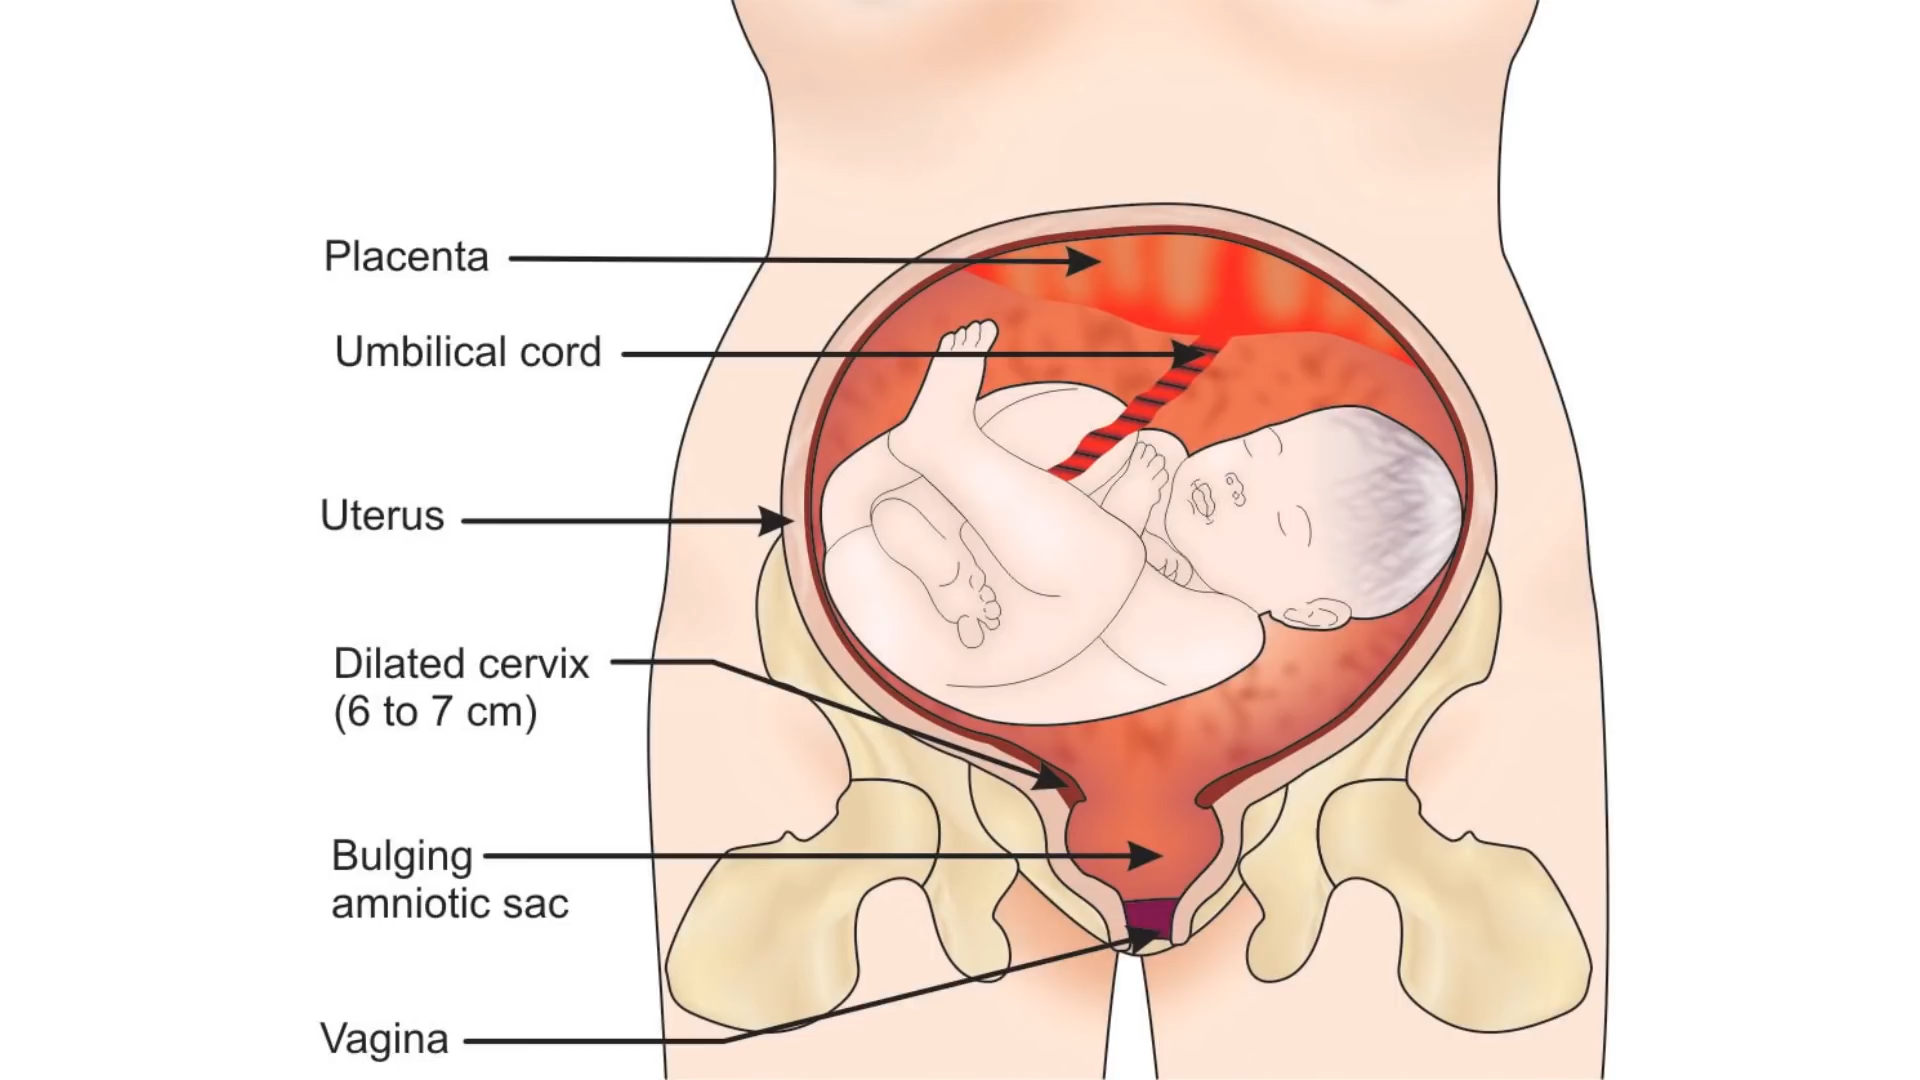 Placenta
Umbilical cord
Uterus
Dilated cervix
(6 to 7 cm)
Bulging
amniotic sac
Vagina